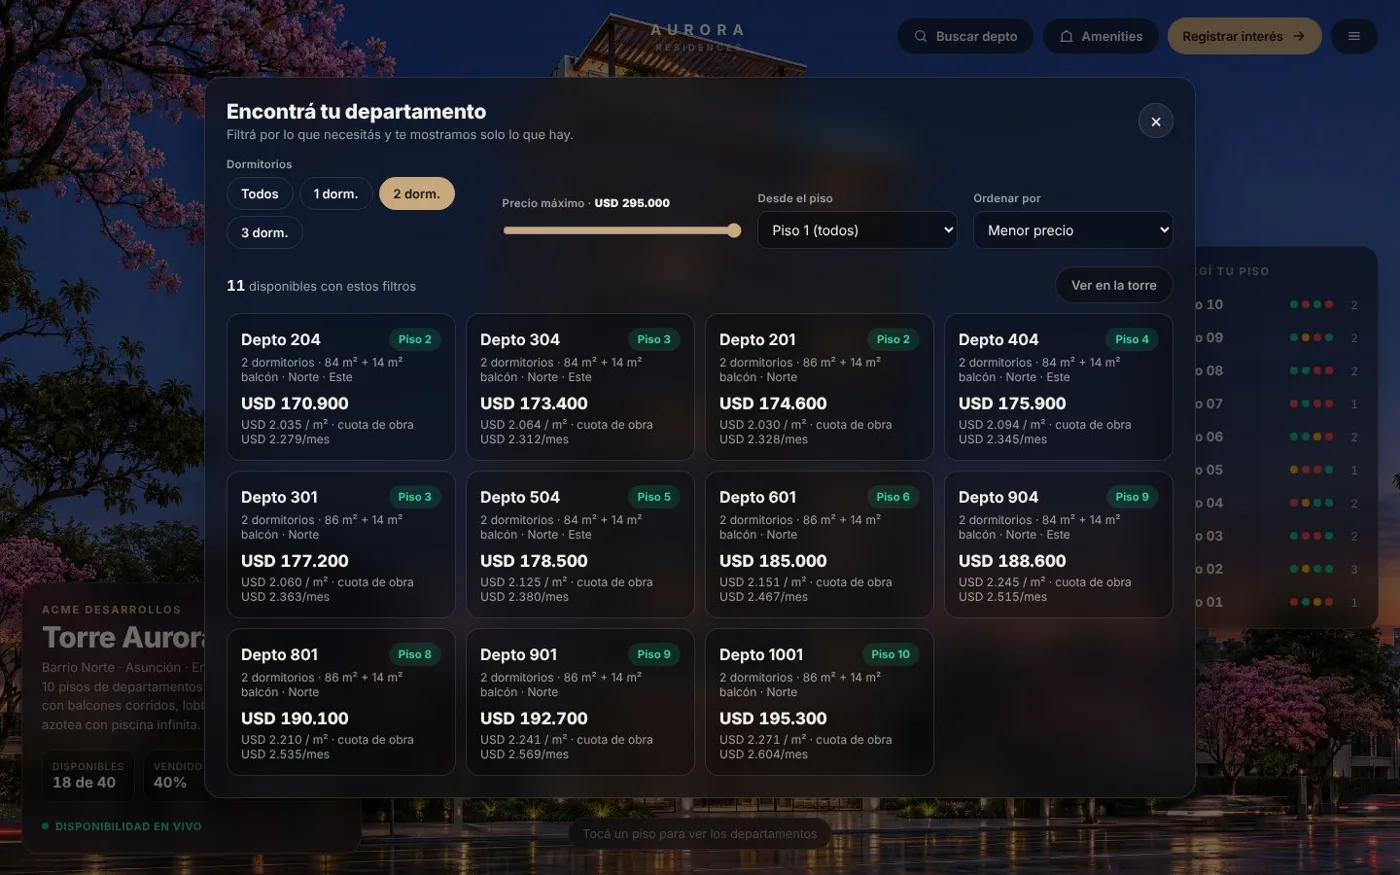 AURORA
RESIDENCES
Buscar depto
Amenities
Registrar interés →
Encontrá tu departamento
Filtrá por lo que necesitás y te mostramos solo lo que hay.
Dormitorios
Todos
1 dorm.
2 dorm.
3 dorm.
Precio máximo · USD 295.000
Desde el piso
Piso 1 (todos)
Ordenar por
Menor precio
11 disponibles con estos filtros
Ver en la torre
Depto 204 Piso 2
2 dormitorios · 84 m² + 14 m²
balcón · Norte · Este
USD 170.900
USD 2.035 / m² · cuota de obra
USD 2.279/mes
Depto 304 Piso 3
2 dormitorios · 84 m² + 14 m²
balcón · Norte · Este
USD 173.400
USD 2.064 / m² · cuota de obra
USD 2.312/mes
Depto 201 Piso 2
2 dormitorios · 86 m² + 14 m²
balcón · Norte
USD 174.600
USD 2.030 / m² · cuota de obra
USD 2.328/mes
Depto 404 Piso 4
2 dormitorios · 84 m² + 14 m²
balcón · Norte · Este
USD 175.900
USD 2.094 / m² · cuota de obra
USD 2.345/mes
Depto 301 Piso 3
2 dormitorios · 86 m² + 14 m²
balcón · Norte
USD 177.200
USD 2.060 / m² · cuota de obra
USD 2.363/mes
Depto 504 Piso 5
2 dormitorios · 84 m² + 14 m²
balcón · Norte · Este
USD 178.500
USD 2.125 / m² · cuota de obra
USD 2.380/mes
Depto 601 Piso 6
2 dormitorios · 86 m² + 14 m²
balcón · Norte
USD 185.000
USD 2.151 / m² · cuota de obra
USD 2.467/mes
Depto 904 Piso 9
2 dormitorios · 84 m² + 14 m²
balcón · Norte · Este
USD 188.600
USD 2.245 / m² · cuota de obra
USD 2.515/mes
Depto 801 Piso 8
2 dormitorios · 86 m² + 14 m²
balcón · Norte
USD 190.100
USD 2.210 / m² · cuota de obra
USD 2.535/mes
Depto 901 Piso 9
2 dormitorios · 86 m² + 14 m²
balcón · Norte
USD 192.700
USD 2.241 / m² · cuota de obra
USD 2.569/mes
Depto 1001 Piso 10
2 dormitorios · 86 m² + 14 m²
balcón · Norte
USD 195.300
USD 2.271 / m² · cuota de obra
USD 2.604/mes
GÍ TU PISO
o 10 2
o 09 2
o 08 2
o 07 1
o 06 2
o 05 1
o 04 2
o 03 2
o 02 3
o 01 1
ACME DESARROLLOS
Torre Aurora
Barrio Norte · Asunción ·
10 pisos de departamentos
con balcones corridos,
azotea con piscina infinita.
DISPONIBLES
18 de 40
VENDIDO
40%
DISPONIBILIDAD EN VIVO
Tocá un piso para ver los departamentos